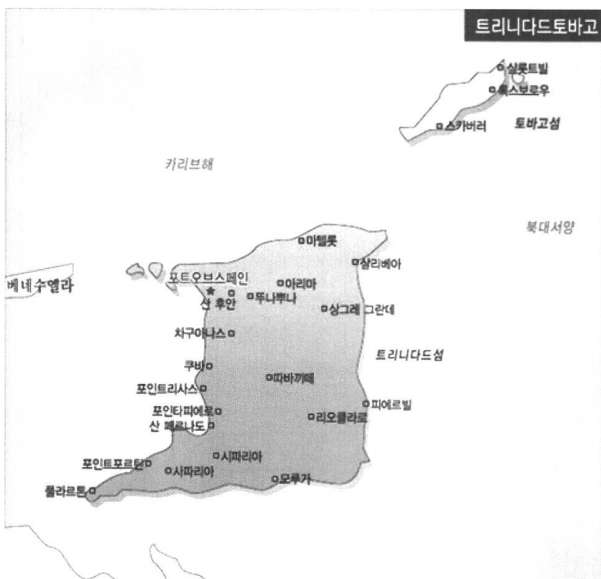 트리니다드토바고
샬롯트빌
록스보로우
스카버러
토바고섬
카리브해
북대서양
마텔롯
살리베아
베네수엘라
포트오브스페인
아리마
산 후안
뚜나뿌나
상그레 그란데
차구아나스
트리니다드섬
쿠바
따바끼떼
포인트리사스
피에르빌
포인타피에로
리오클라로
산 페르나도
시파리아
포인트포르틴
시파리아
모루가
풀라르톤